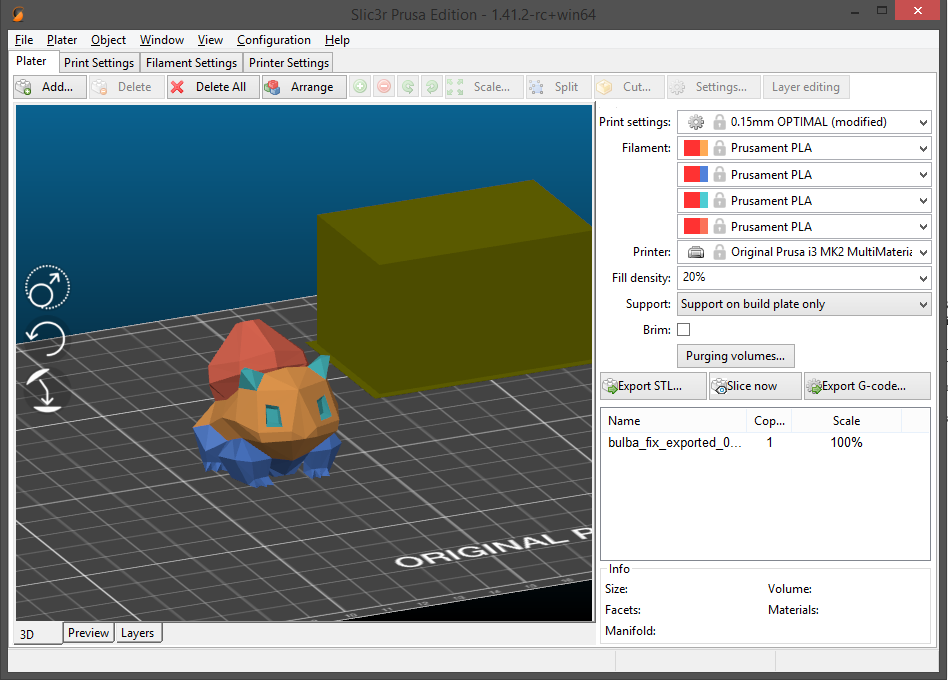 Slic3r Prusa Edition - 1.41.2-rc+win64
File Plater Object Window View Configuration Help
Plater Print Settings Filament Settings Printer Settings
Add... Delete Delete All Arrange Scale... Split Cut... Settings... Layer editing
Print settings: 0.15mm OPTIMAL (modified)
Filament: Prusament PLA
Prusament PLA
Prusament PLA
Prusament PLA
Printer: Original Prusa i3 MK2 MultiMateria
Fill density: 20%
Support: Support on build plate only
Brim:
Purging volumes...
Export STL... Slice now Export G-code...
Name Cop... Scale
bulba_fix_exported_0... 1 100%
ORIGINAL P
Info
Size: Volume:
Facets: Materials:
Manifold:
3D Preview Layers